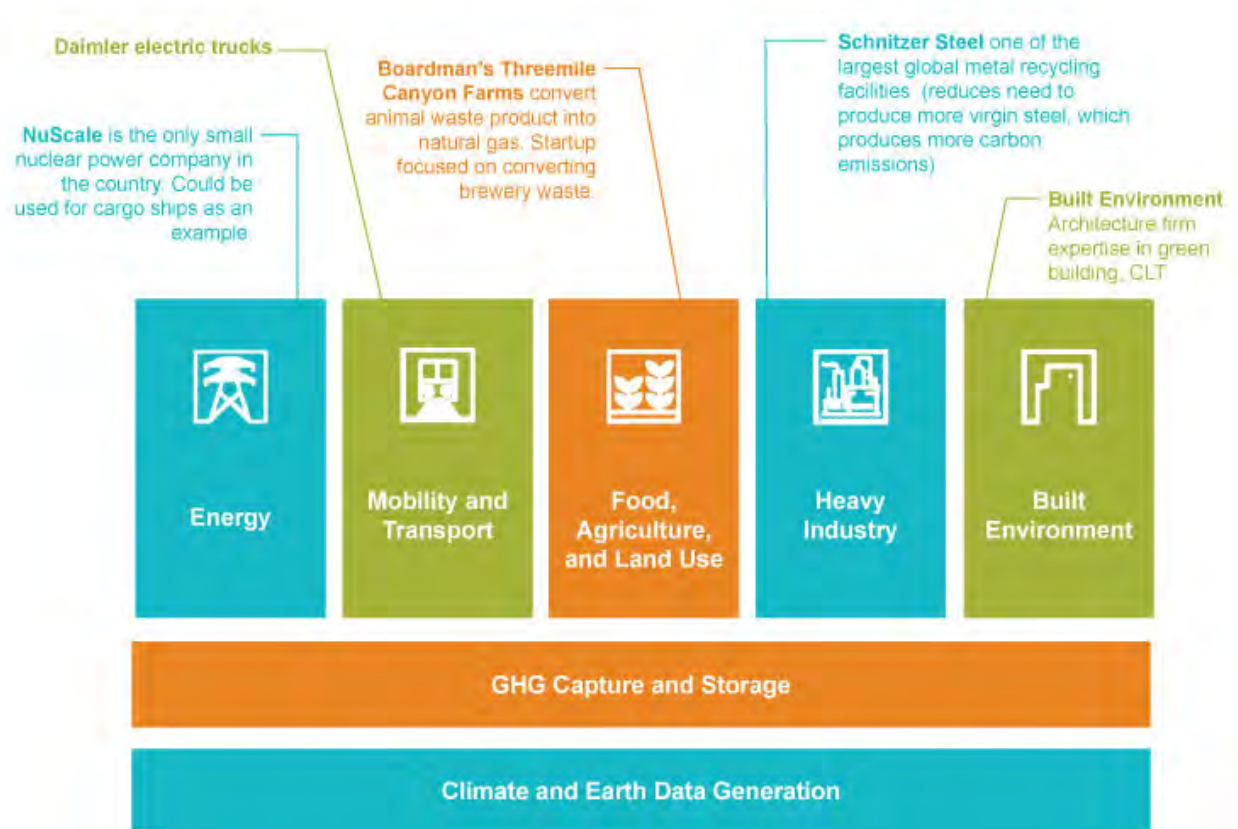 Daimler electric trucks
NuScale is the only small
nuclear power company in
the country. Could be
used for cargo ships as an
example.
Boardman's Threemile
Canyon Farms convert
animal waste product into
natural gas. Startup
focused on converting
brewery waste.
Schnitzer Steel one of the
largest global metal recycling
facilities (reduces need to
produce more virgin steel, which
produces more carbon
emissions)
Built Environment
Architecture firm
expertise in green
building, CLT
Energy
Mobility and
Transport
Food,
Agriculture,
and Land Use
Heavy
Industry
Built
Environment
GHG Capture and Storage
Climate and Earth Data Generation